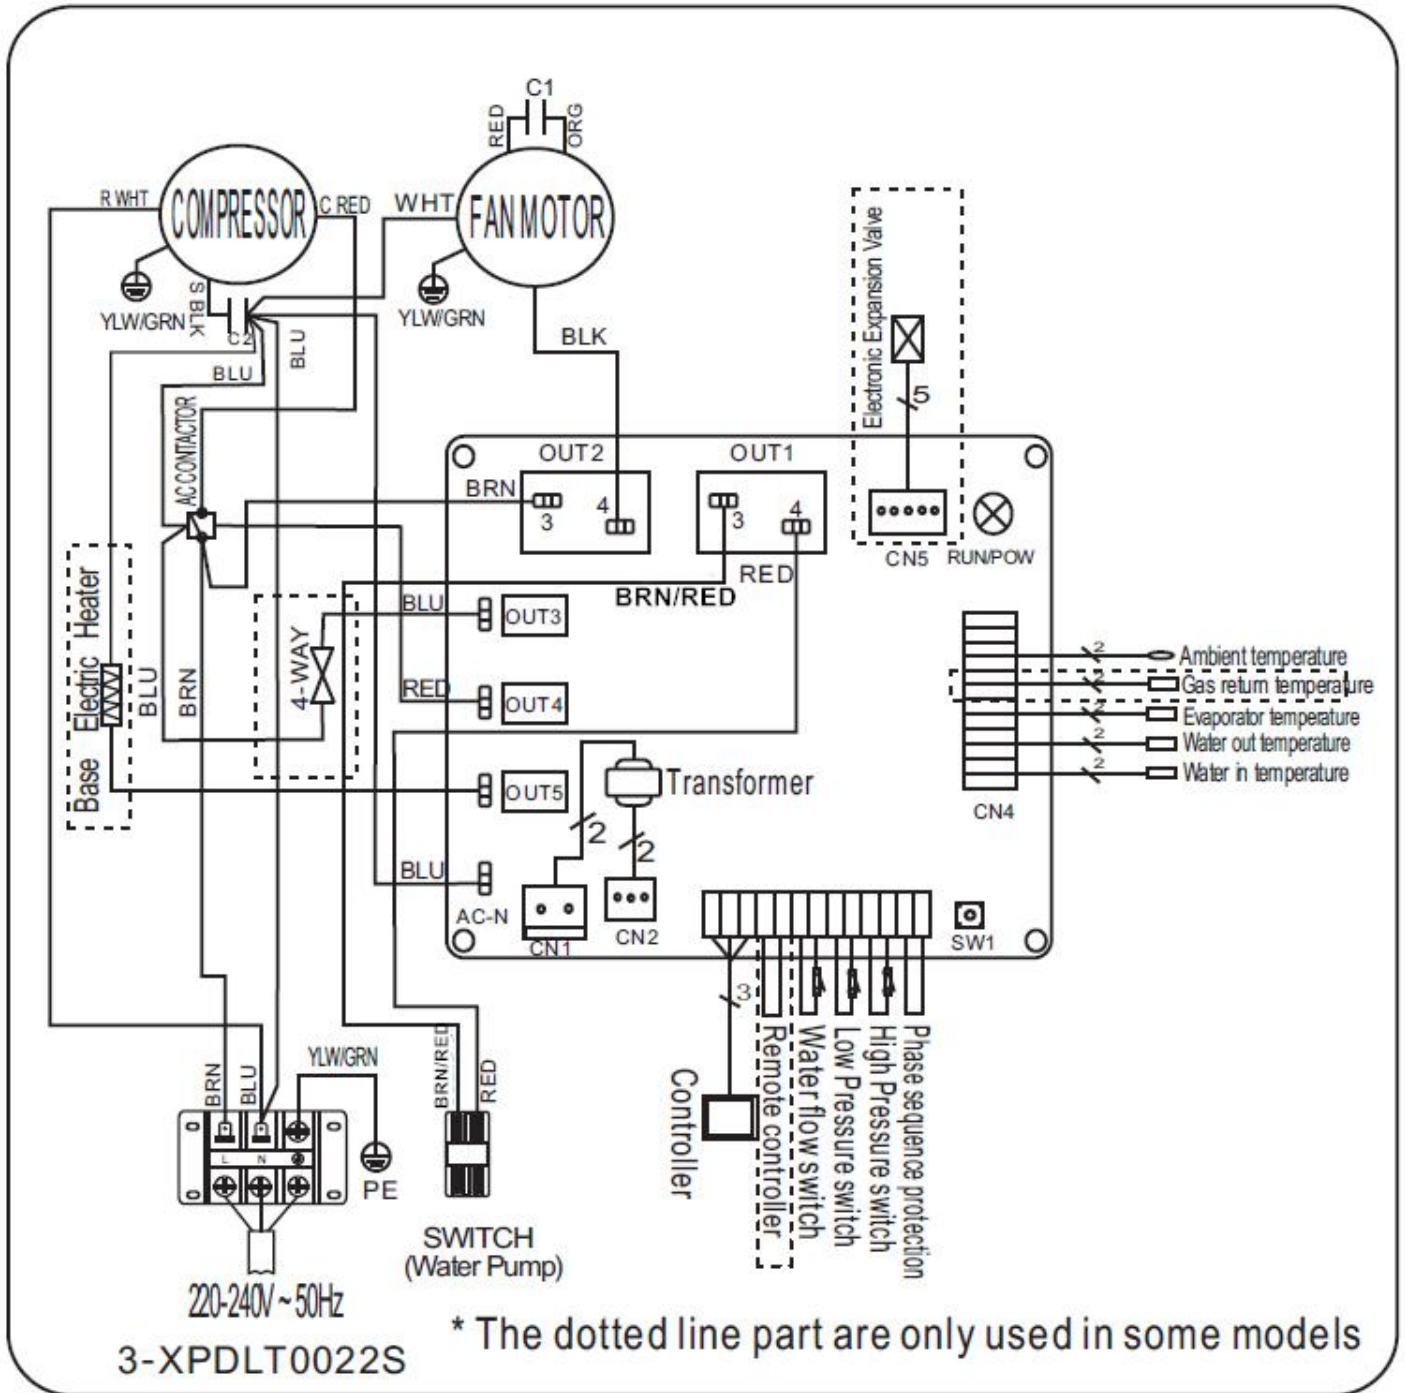 C1
RED
ORG
R WHT
COMPRESSOR
C RED
WHT
FAN MOTOR
YLW/GRN
S BLK
C2
BLU
BLU
YLW/GRN
BLK
Electronic Expansion Valve
5
AC CONTACTOR
OUT2
OUT1
BRN
3
4
3
4
CN5
RUN/POW
RED
BRN/RED
BLU
OUT3
Base Electric Heater
BLU
BRN
4-WAY
RED
OUT4
2
Ambient temperature
2
Gas return temperature
2
Evaporator temperature
2
Water out temperature
2
Water in temperature
CN4
OUT5
Transformer
2
2
BLU
AC-N
CN1
CN2
SW1
3
Controller
Remote controller
Water flow switch
Low Pressure switch
High Pressure switch
Phase sequence protection
BRN
BLU
YLW/GRN
BRN/RED
RED
L
N
PE
SWITCH
(Water Pump)
220-240V ~ 50Hz
3-XPDLT0022S
* The dotted line part are only used in some models